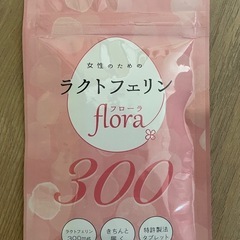 女性のための
ラクトフェリン
フローラ
flora
300
ラクトフェリン
300mg
きちんと
届く
特許製法
タブレット